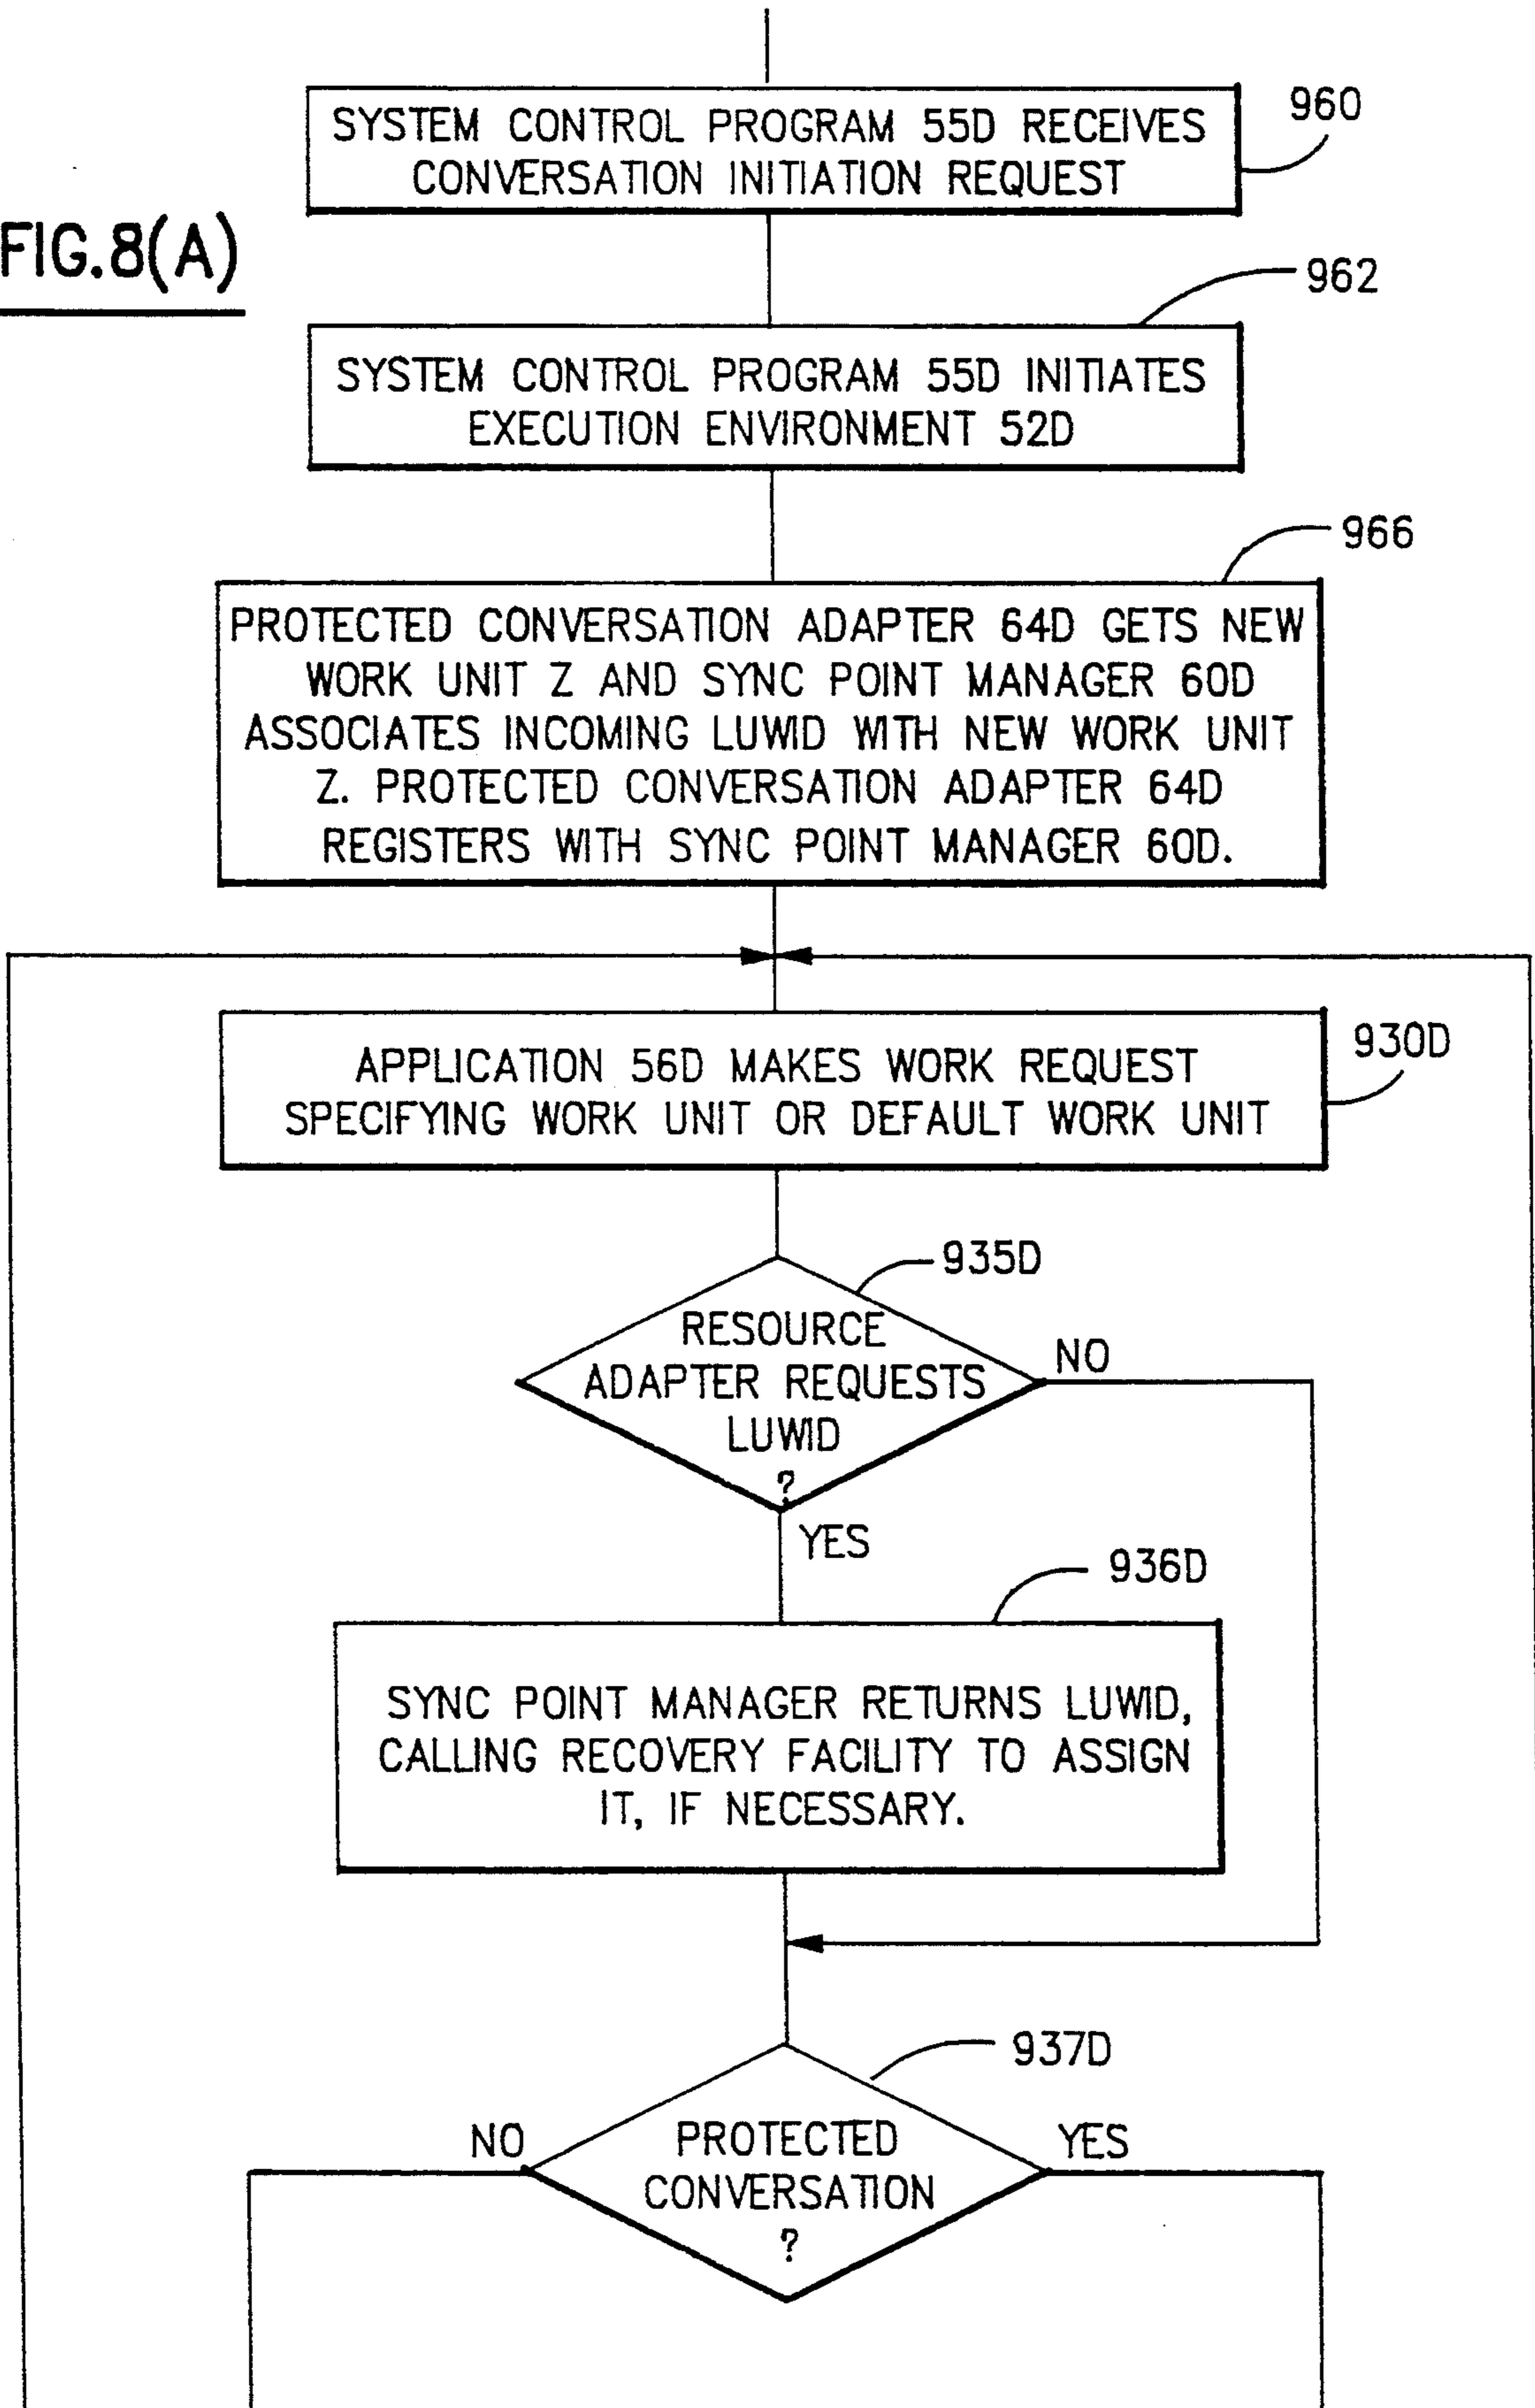 960
SYSTEM CONTROL PROGRAM 55D RECEIVES
CONVERSATION INITIATION REQUEST
FIG.8(A)
962
SYSTEM CONTROL PROGRAM 55D INITIATES
EXECUTION ENVIRONMENT 52D
966
PROTECTED CONVERSATION ADAPTER 64D GETS NEW
WORK UNIT Z AND SYNC POINT MANAGER 60D
ASSOCIATES INCOMING LUWID WITH NEW WORK UNIT
Z. PROTECTED CONVERSATION ADAPTER 64D
REGISTERS WITH SYNC POINT MANAGER 60D.
930D
APPLICATION 56D MAKES WORK REQUEST
SPECIFYING WORK UNIT OR DEFAULT WORK UNIT
935D
RESOURCE
ADAPTER REQUESTS
LUWID
?
NO
YES
936D
SYNC POINT MANAGER RETURNS LUWID,
CALLING RECOVERY FACILITY TO ASSIGN
IT, IF NECESSARY.
937D
NO
PROTECTED
CONVERSATION
?
YES